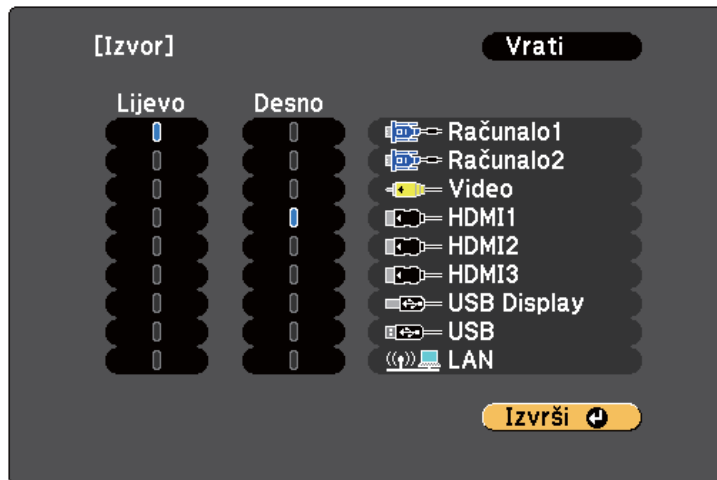 [Izvor]
Vrati
Lijevo Desno
Računalo1
Računalo2
Video
HDMI1
HDMI2
HDMI3
USB Display
USB
LAN
Izvrši